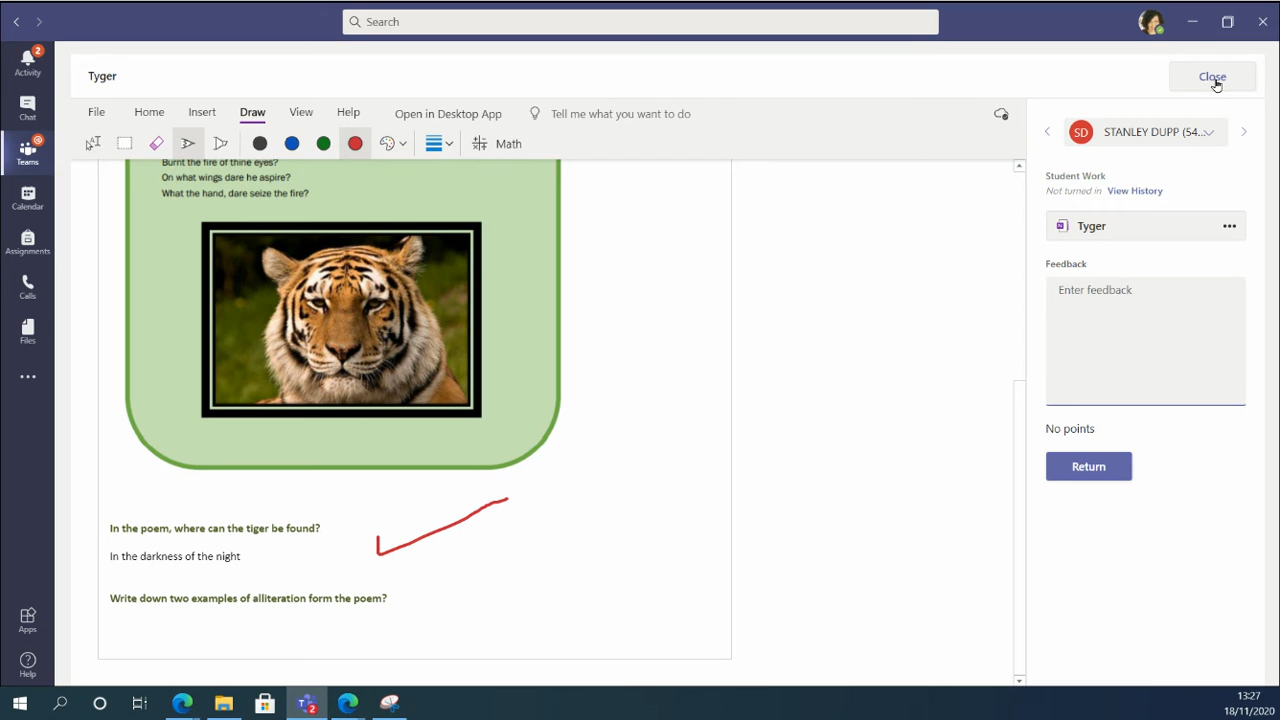 Search
Activity
2
Chat
Teams
Calendar
Assignments
Calls
Files
Apps
Help
Tyger
Close
File Home Insert Draw View Help Open in Desktop App Tell me what you want to do
Math
Burnt the fire of thine eyes?
On what wings dare he aspire?
What the hand, dare seize the fire?
In the poem, where can the tiger be found?
In the darkness of the night
Write down two examples of alliteration form the poem?
SD STANLEY DUPP (54...
Student Work
Not turned in View History
Tyger
Feedback
Enter feedback
No points
Return
2
13:27
18/11/2020